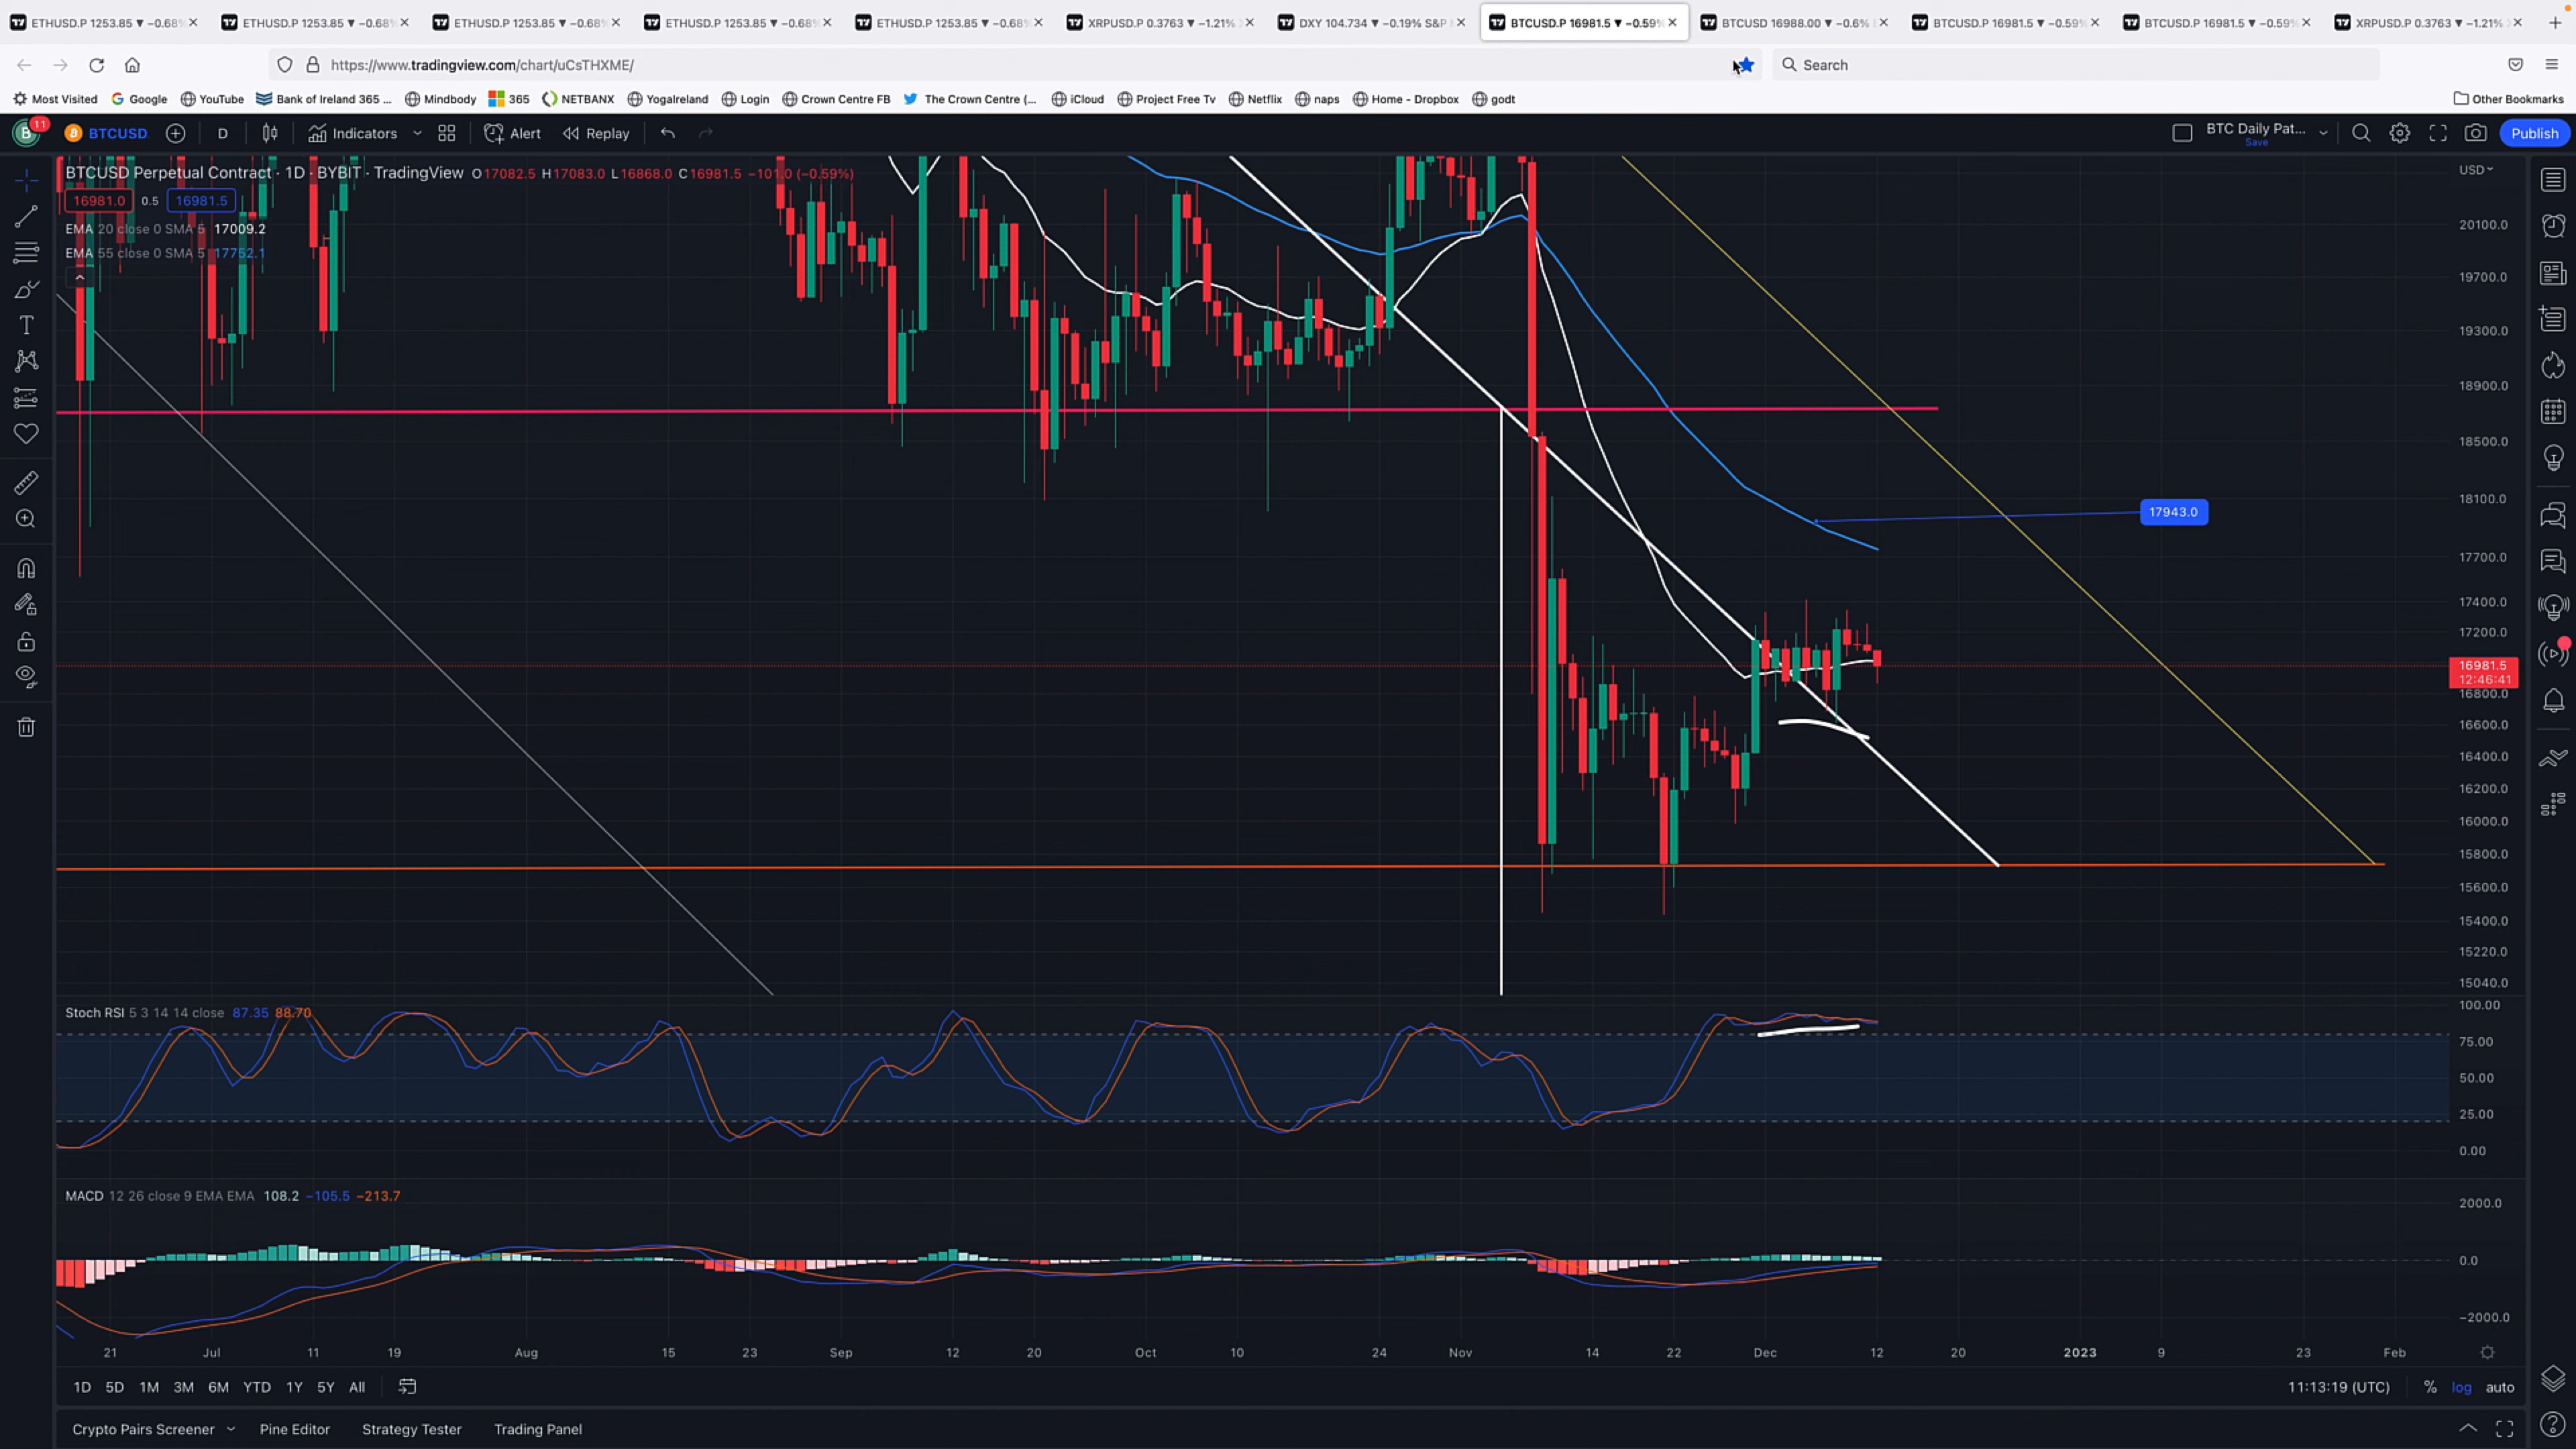 ETHUSD.P 1253.85 ▼ −0.68% ETHUSD.P 1253.85 ▼ −0.68% ETHUSD.P 1253.85 ▼ −0.68% ETHUSD.P 1253.85 ▼ −0.68% ETHUSD.P 1253.85 ▼ −0.68% XRPUSD.P 0.3763 ▼ −1.21% DXY 104.734 ▼ −0.19% S&P BTCUSD.P 16981.5 ▼ −0.59% BTCUSD 16988.00 ▼ −0.6% BTCUSD.P 16981.5 ▼ −0.59% BTCUSD.P 16981.5 ▼ −0.59% XRPUSD.P 0.3763 ▼ −1.21%
https://www.tradingview.com/chart/uCsTHXME/ Search
Most Visited Google YouTube Bank of Ireland 365 ... Mindbody 365 NETBANX YogaIreland Login Crown Centre FB The Crown Centre (... iCloud Project Free Tv Netflix naps Home - Dropbox godt Other Bookmarks
B 11 BTCUSD D Indicators Alert Replay BTC Daily Pat... Save Publish
BTCUSD Perpetual Contract · 1D · BYBIT · TradingView O17082.5 H17083.0 L16868.0 C16981.5 −101.0 (−0.59%) USD
16981.0 0.5 16981.5
EMA 20 close 0 SMA 5 17009.2
EMA 55 close 0 SMA 5 17752.1
20100.0
19700.0
19300.0
18900.0
18500.0
18100.0
17943.0
17700.0
17400.0
17200.0
16981.5
12:46:41
16800.0
16600.0
16400.0
16200.0
16000.0
15800.0
15600.0
15400.0
15220.0
15040.0
Stoch RSI 5 3 14 14 close 87.35 88.70
100.00
75.00
50.00
25.00
0.00
MACD 12 26 close 9 EMA EMA 108.2 −105.5 −213.7
2000.0
0.0
−2000.0
21 Jul 11 19 Aug 15 23 Sep 12 20 Oct 10 24 Nov 14 22 Dec 12 20 2023 9 23 Feb
1D 5D 1M 3M 6M YTD 1Y 5Y All 11:13:19 (UTC) % log auto
Crypto Pairs Screener Pine Editor Strategy Tester Trading Panel